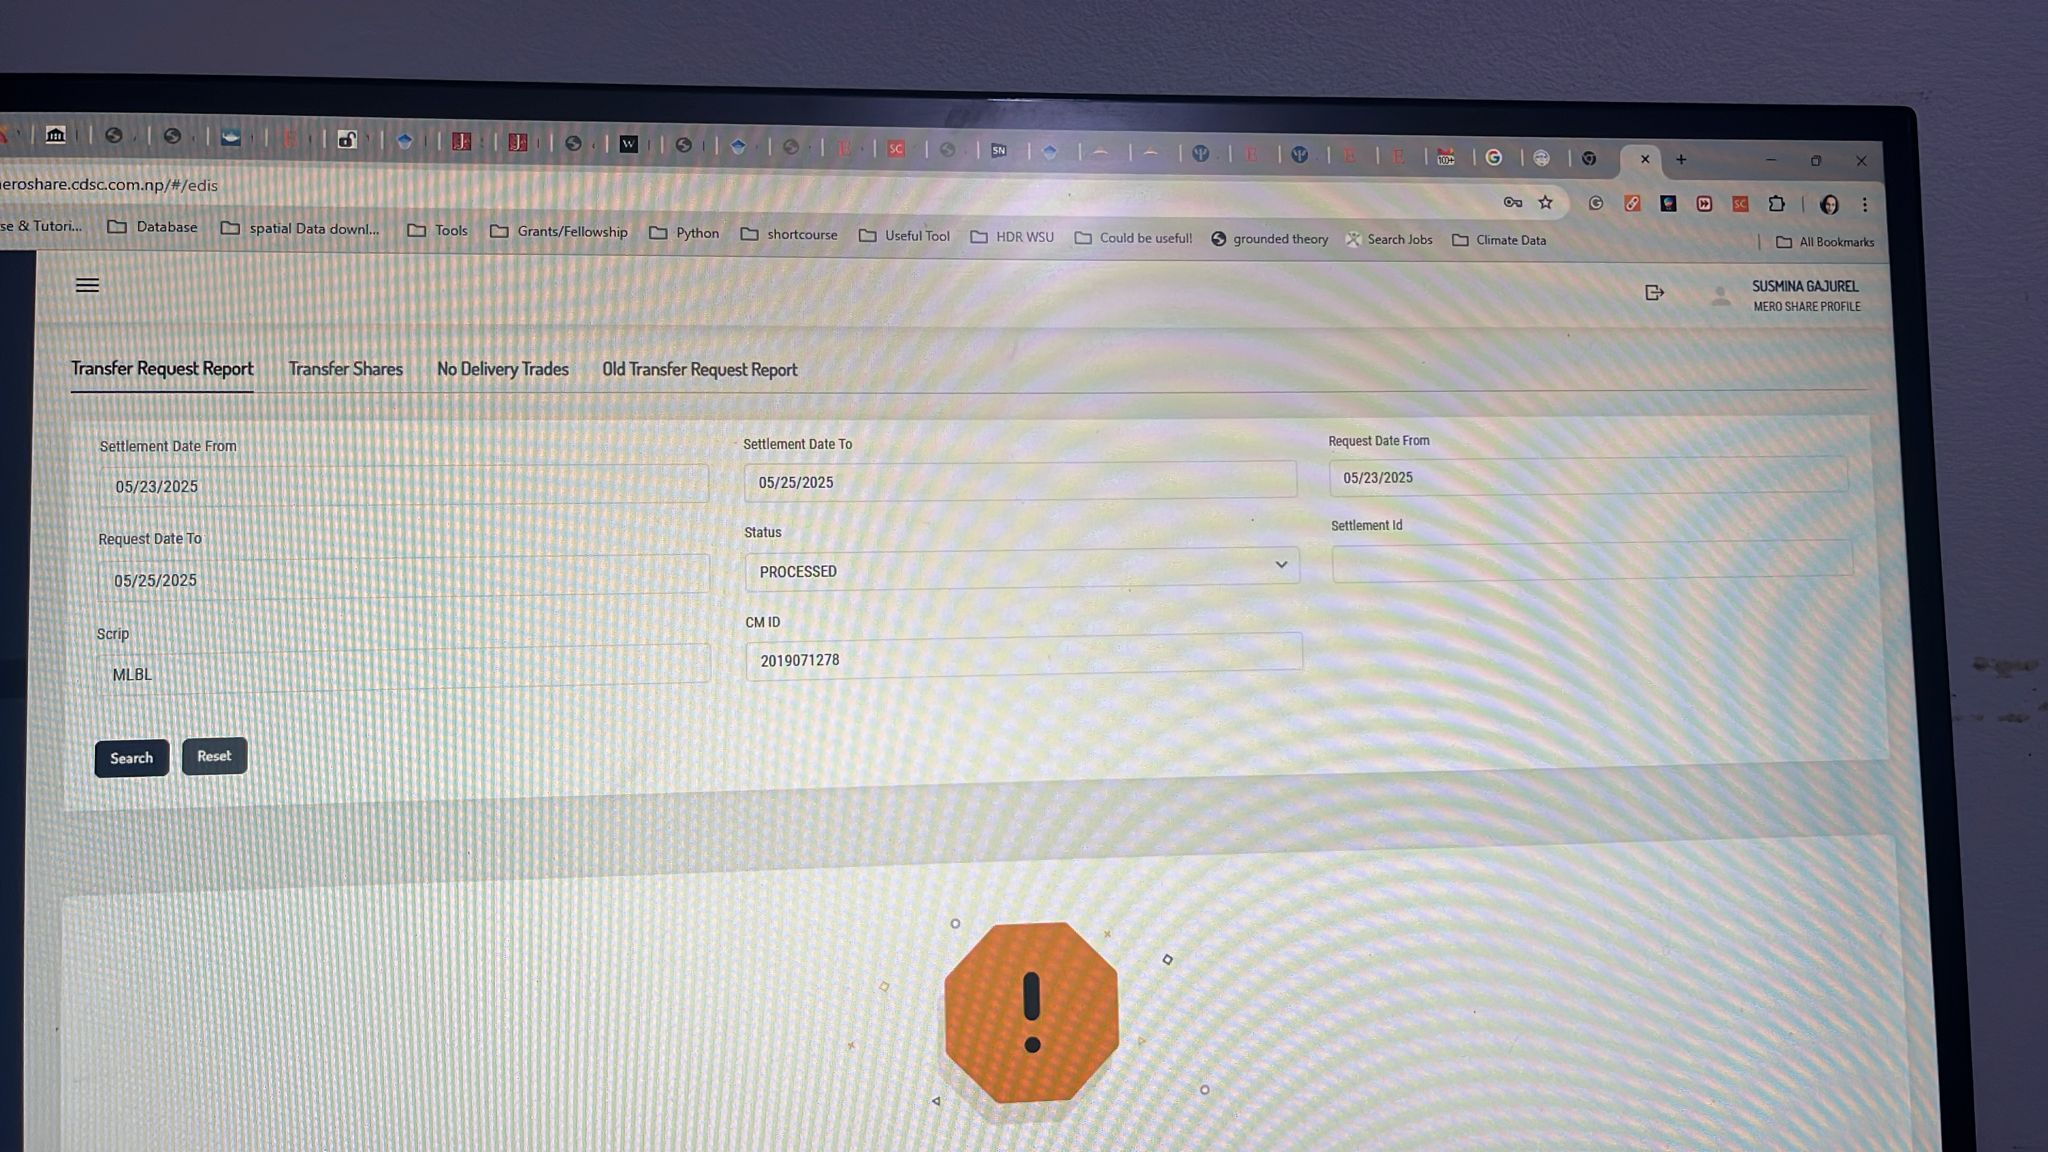 eroshare.cdsc.com.np/#/edis
se & Tutori... Database spatial Data downl... Tools Grants/Fellowship Python shortcourse Useful Tool HDR WSU Could be usefull grounded theory Search Jobs Climate Data All Bookmarks
SUSMINA GAJUREL
MERO SHARE PROFILE
Transfer Request Report Transfer Shares No Delivery Trades Old Transfer Request Report
Settlement Date From Settlement Date To Request Date From
05/23/2025 05/25/2025 05/23/2025
Request Date To Status Settlement Id
05/25/2025 PROCESSED
Scrip CM ID
MLBL 2019071278
Search Reset